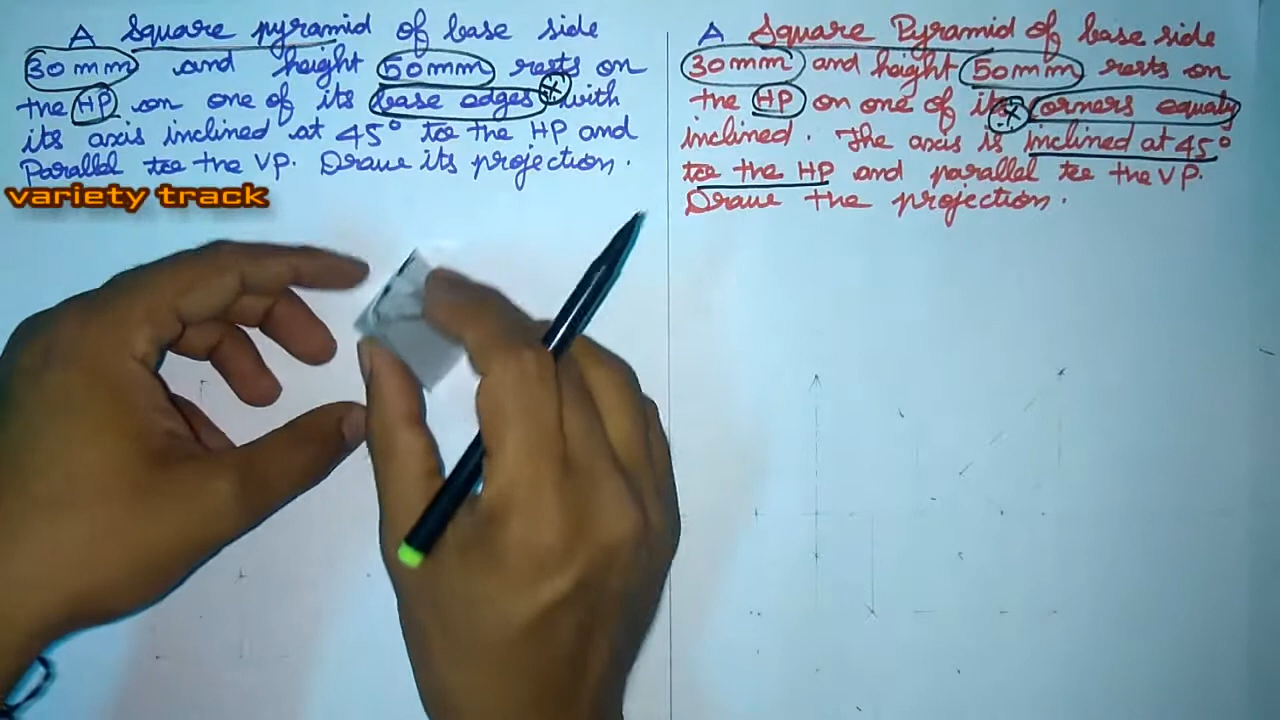 A Square pyramid of base side
30mm and height 50mm rests on
the HP on one of its base edges with
its axis inclined at 45° to the HP and
Parallel to the VP. Draw its projection.
variety track
A Square Pyramid of base side
30mm and height 50mm rests on
the HP on one of its corners equaly
inclined. The axis is inclined at 45°
to the HP and parallel to the VP.
Draw the projection.